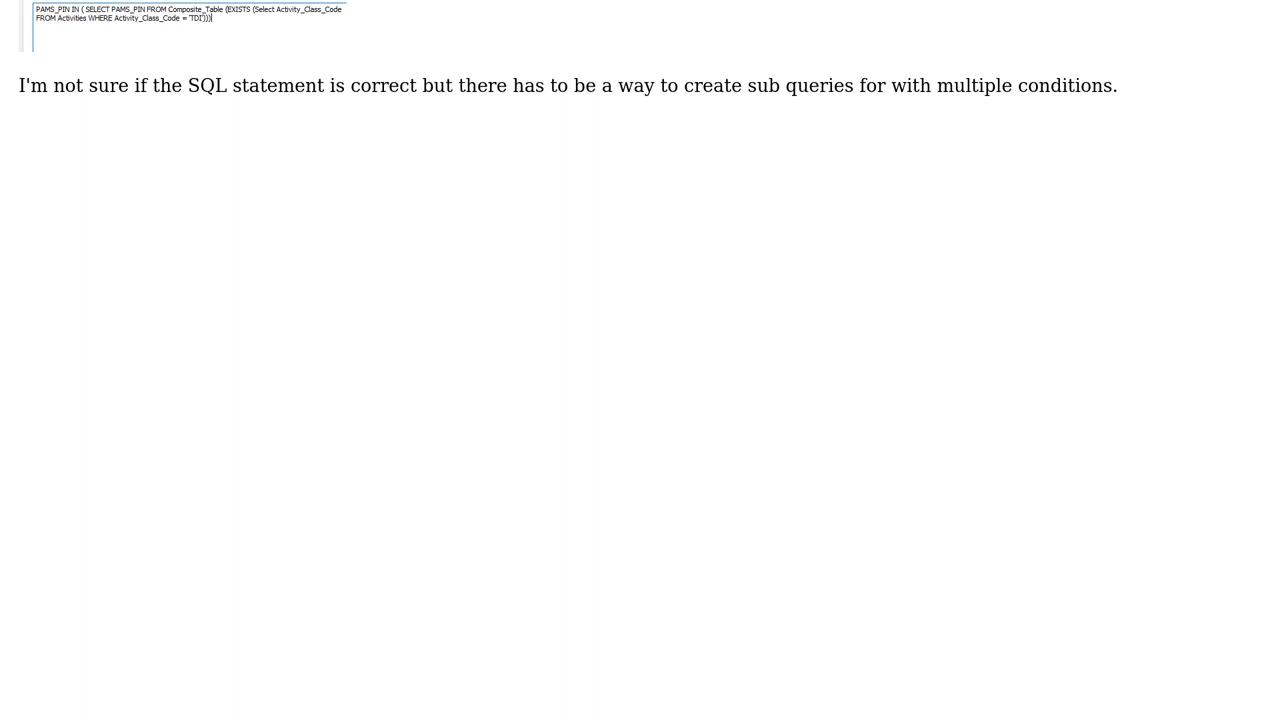 PAMS_PIN IN ( SELECT PAMS_PIN FROM Composite_Table (EXISTS (Select Activity_Class_Code
FROM Activities WHERE Activity_Class_Code = 'TDI')))
I'm not sure if the SQL statement is correct but there has to be a way to create sub queries for with multiple conditions.